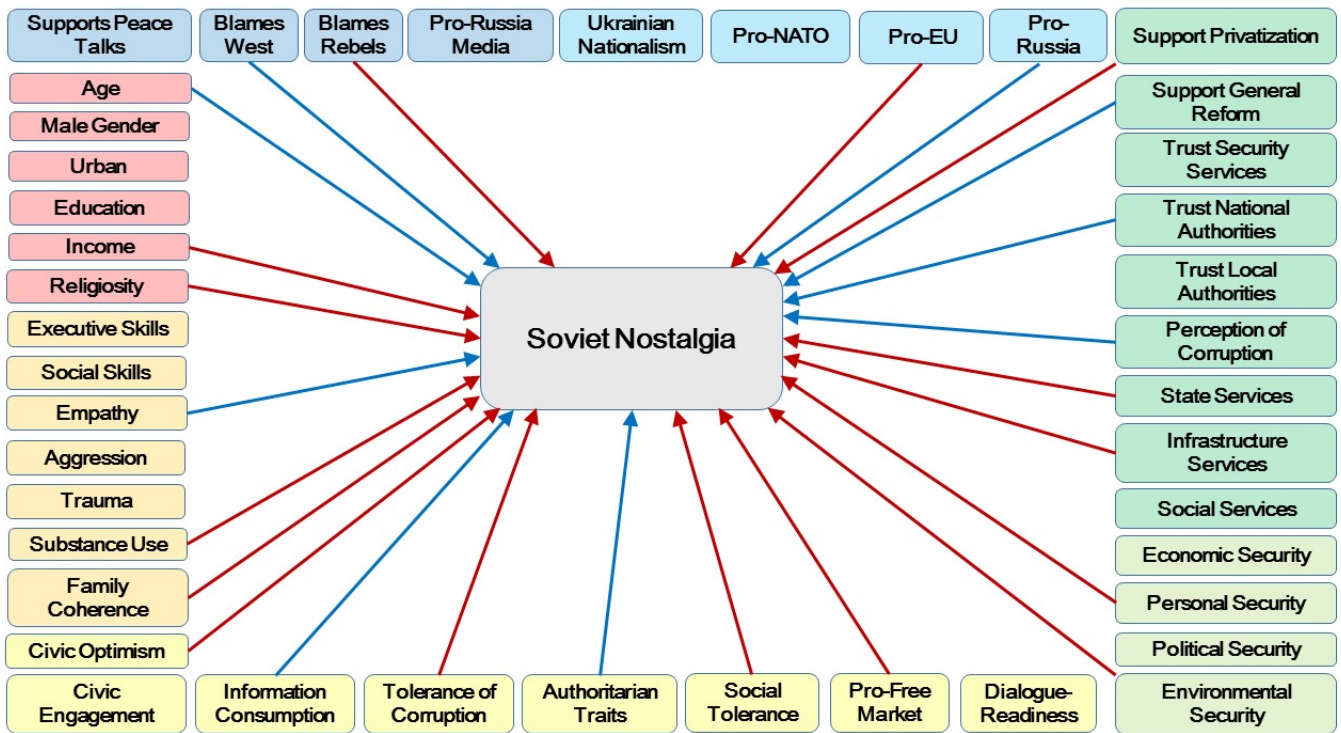 Supports Peace
Talks
Blames
West
Blames
Rebels
Pro-Russia
Media
Ukrainian
Nationalism
Pro-NATO
Pro-EU
Pro-
Russia
Support Privatization
Age
Male Gender
Urban
Education
Income
Religiosity
Executive Skills
Social Skills
Empathy
Aggression
Trauma
Substance Use
Family
Coherence
Civic Optimism
Civic
Engagement
Soviet Nostalgia
Support General
Reform
Trust Security
Services
Trust National
Authorities
Trust Local
Authorities
Perception of
Corruption
State Services
Infrastructure
Services
Social Services
Economic Security
Personal Security
Political Security
Environmental
Security
Information
Consumption
Tolerance of
Corruption
Authoritarian
Traits
Social
Tolerance
Pro-Free
Market
Dialogue-
Readiness